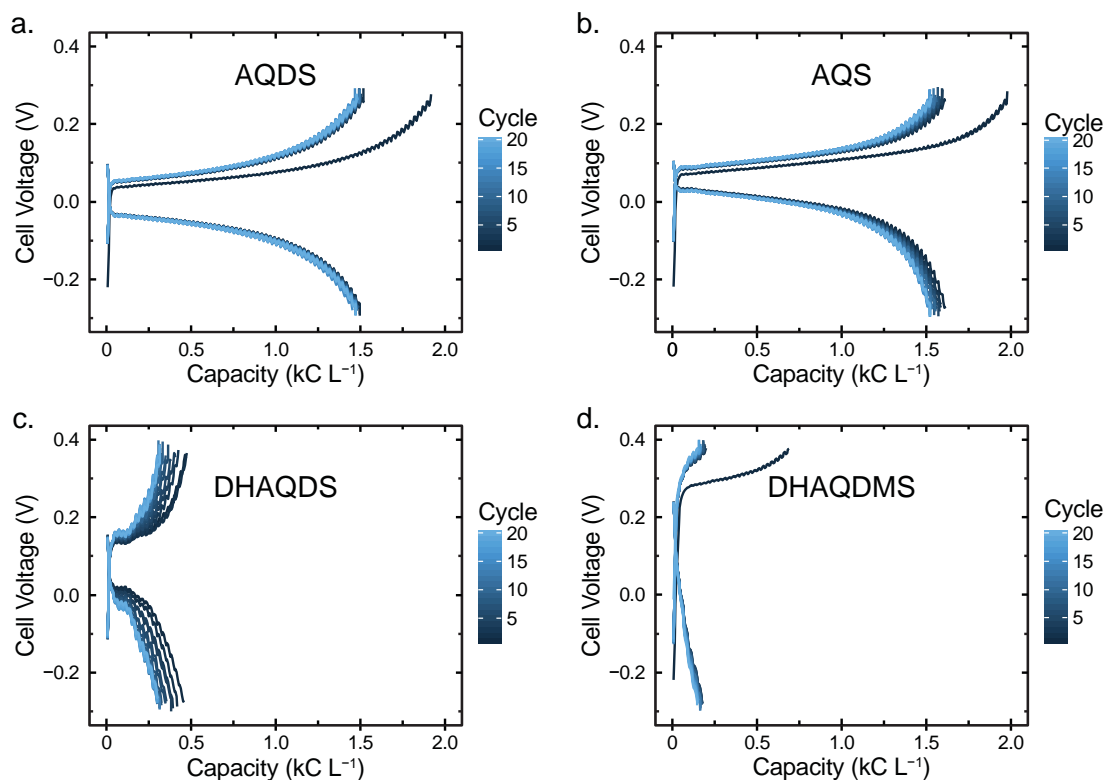 a.
AQDS
0.4
0.2
0.0
−0.2
Cell Voltage (V)
0 0.5 1.0 1.5 2.0
Capacity (kC L⁻¹)
Cycle
20
15
10
5
b.
AQS
0.4
0.2
0.0
−0.2
Cell Voltage (V)
0 0.5 1.0 1.5 2.0
Capacity (kC L⁻¹)
Cycle
20
15
10
5
c.
DHAQDS
0.4
0.2
0.0
−0.2
Cell Voltage (V)
0 0.5 1.0 1.5 2.0
Capacity (kC L⁻¹)
Cycle
20
15
10
5
d.
DHAQDMS
0.4
0.2
0.0
−0.2
Cell Voltage (V)
0 0.5 1.0 1.5 2.0
Capacity (kC L⁻¹)
Cycle
20
15
10
5